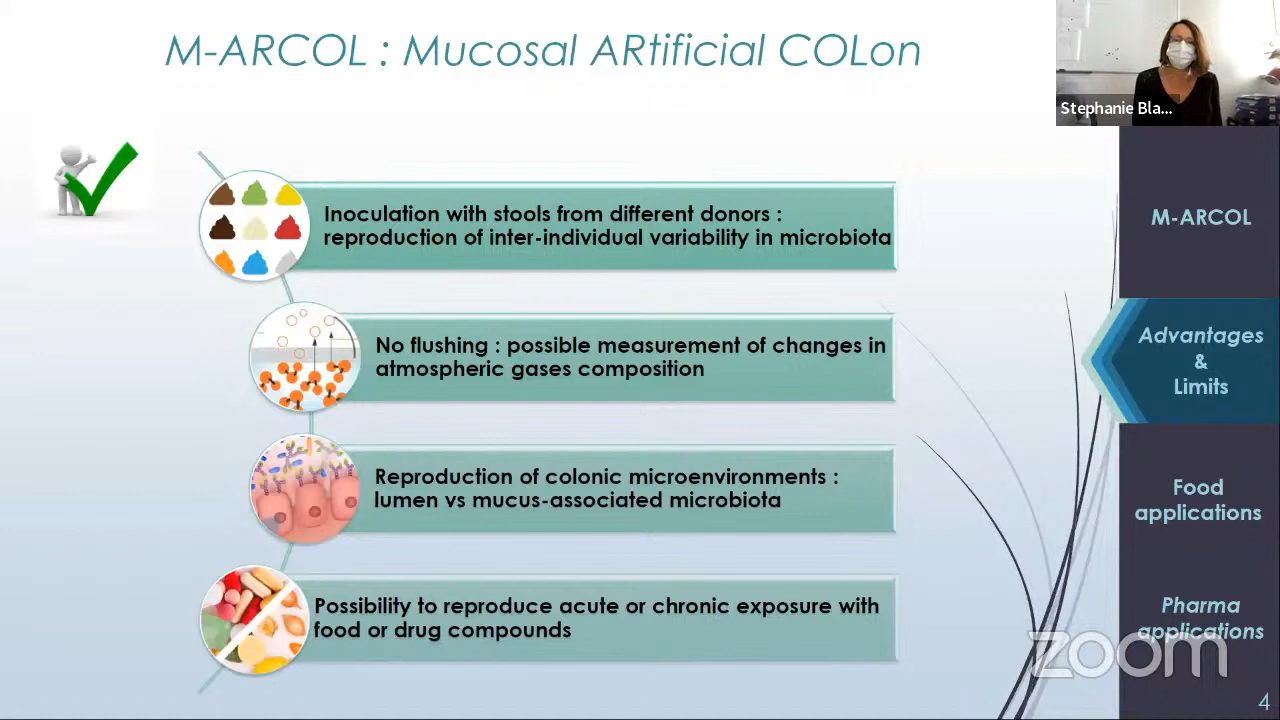 M-ARCOL : Mucosal ARtificial COLon
Stephanie Bla...
Inoculation with stools from different donors :
reproduction of inter-individual variability in microbiota
No flushing : possible measurement of changes in
atmospheric gases composition
Reproduction of colonic microenvironments :
lumen vs mucus-associated microbiota
Possibility to reproduce acute or chronic exposure with
food or drug compounds
M-ARCOL
Advantages
&
Limits
Food
applications
Pharma
applications
zoom
4